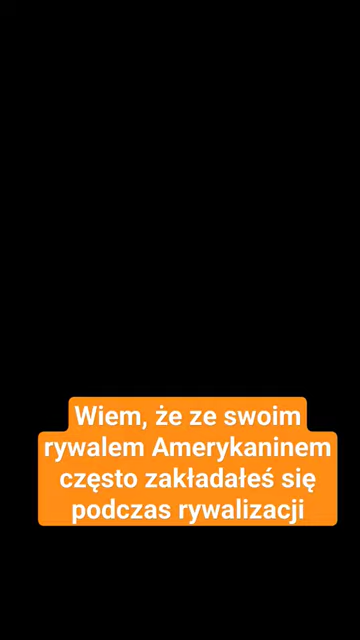 Wiem, że ze swoim
rywalem Amerykaninem
często zakładałeś się
podczas rywalizacji